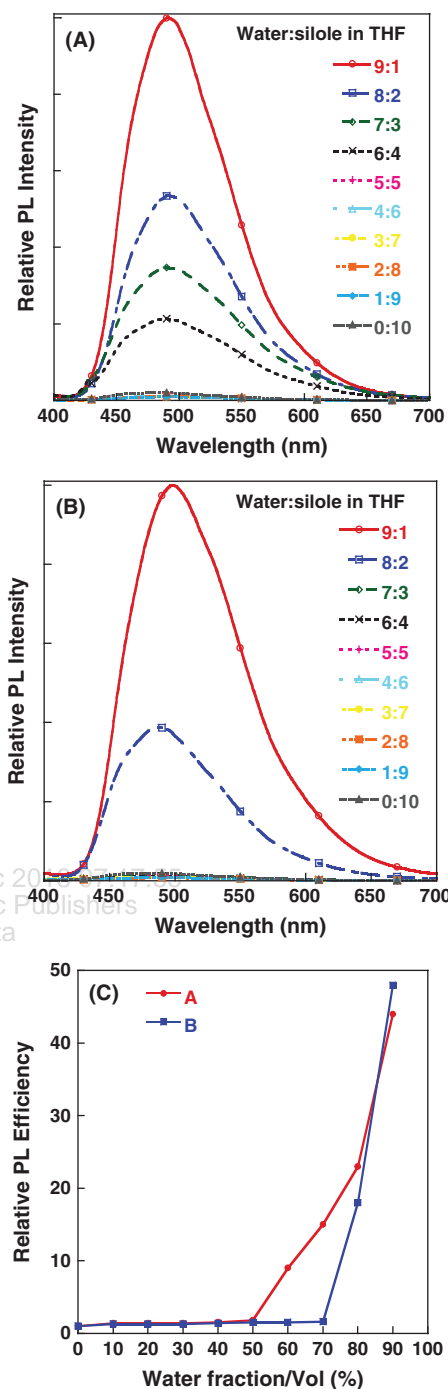 (A)
Water:silole in THF
9:1
8:2
7:3
6:4
5:5
4:6
3:7
2:8
1:9
0:10
Relative PL Intensity
400 450 500 550 600 650 700
Wavelength (nm)
(B)
Water:silole in THF
9:1
8:2
7:3
6:4
5:5
4:6
3:7
2:8
1:9
0:10
Relative PL Intensity
400 450 500 550 600 650 700
Wavelength (nm)
c Publishers
ta
(C)
A
B
50
40
30
20
10
0
Relative PL Efficiency
0 10 20 30 40 50 60 70 80 90 100
Water fraction/Vol (%)